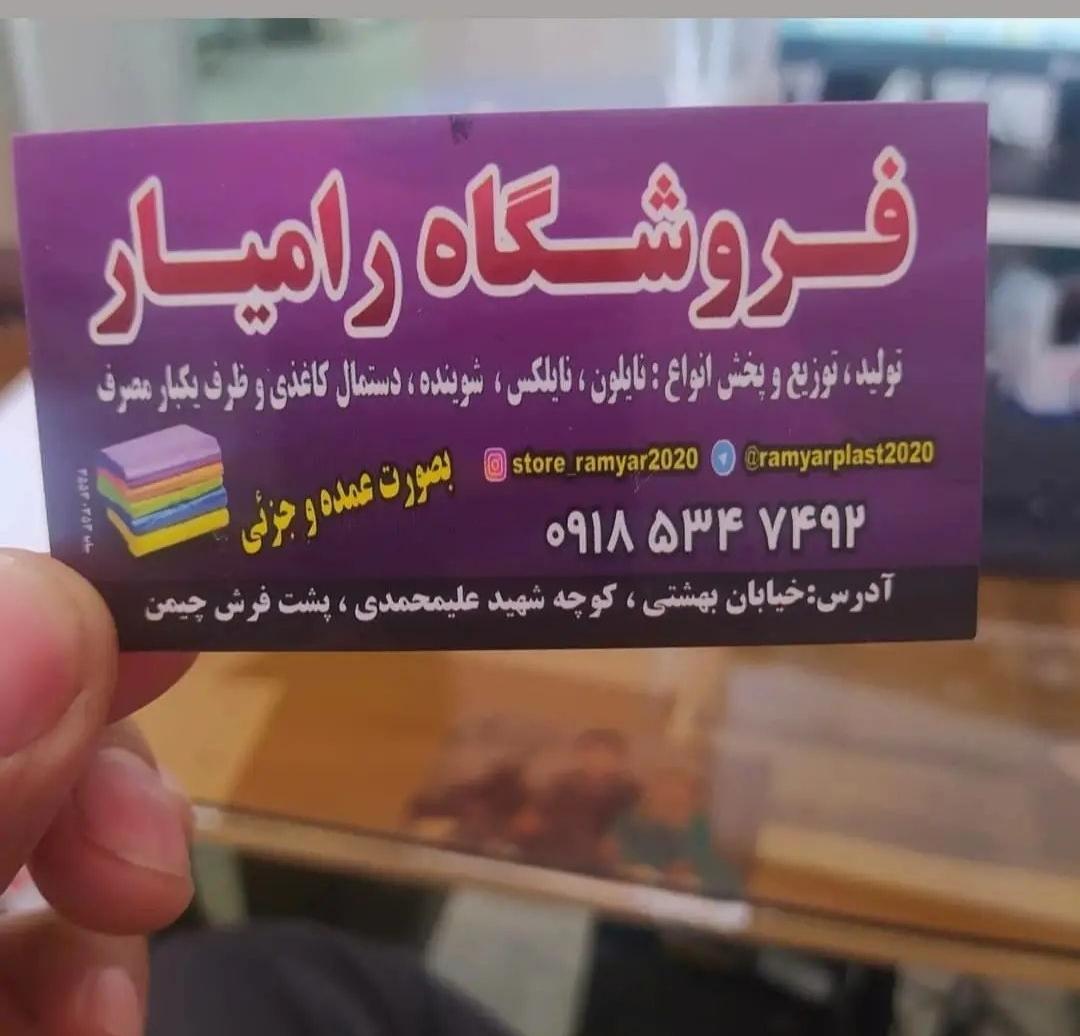 فروشگاه رامیار
تولید ، توزیع و پخش انواع : نایلون ، نایلکس ، شوینده ، دستمال کاغذی و ظرف یکبار مصرف
store_ramyar2020 @ramyarplast2020
بصورت عمده و جزئی
۰۹۱۸ ۵۳۴ ۷۴۹۲
آدرس:خیابان بهشتی ، کوچه شهید علیمحمدی ، پشت فرش چیمن